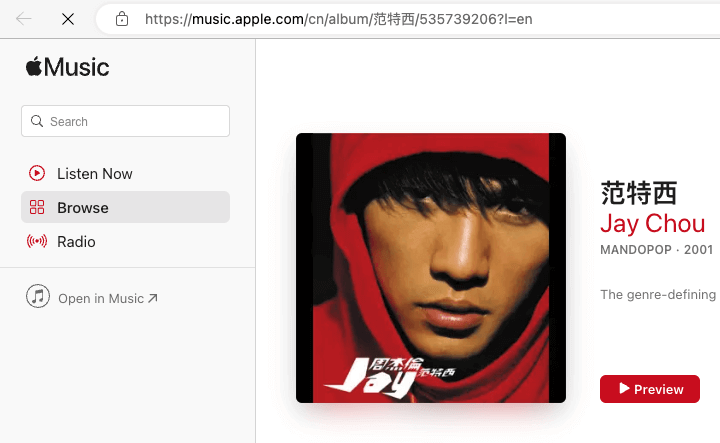 https://music.apple.com/cn/album/范特西/535739206?l=en
Music
Search
Listen Now
Browse
Radio
Open in Music
周杰倫
Jay 范特西
范特西
Jay Chou
MANDOPOP · 2001
The genre-defining
Preview